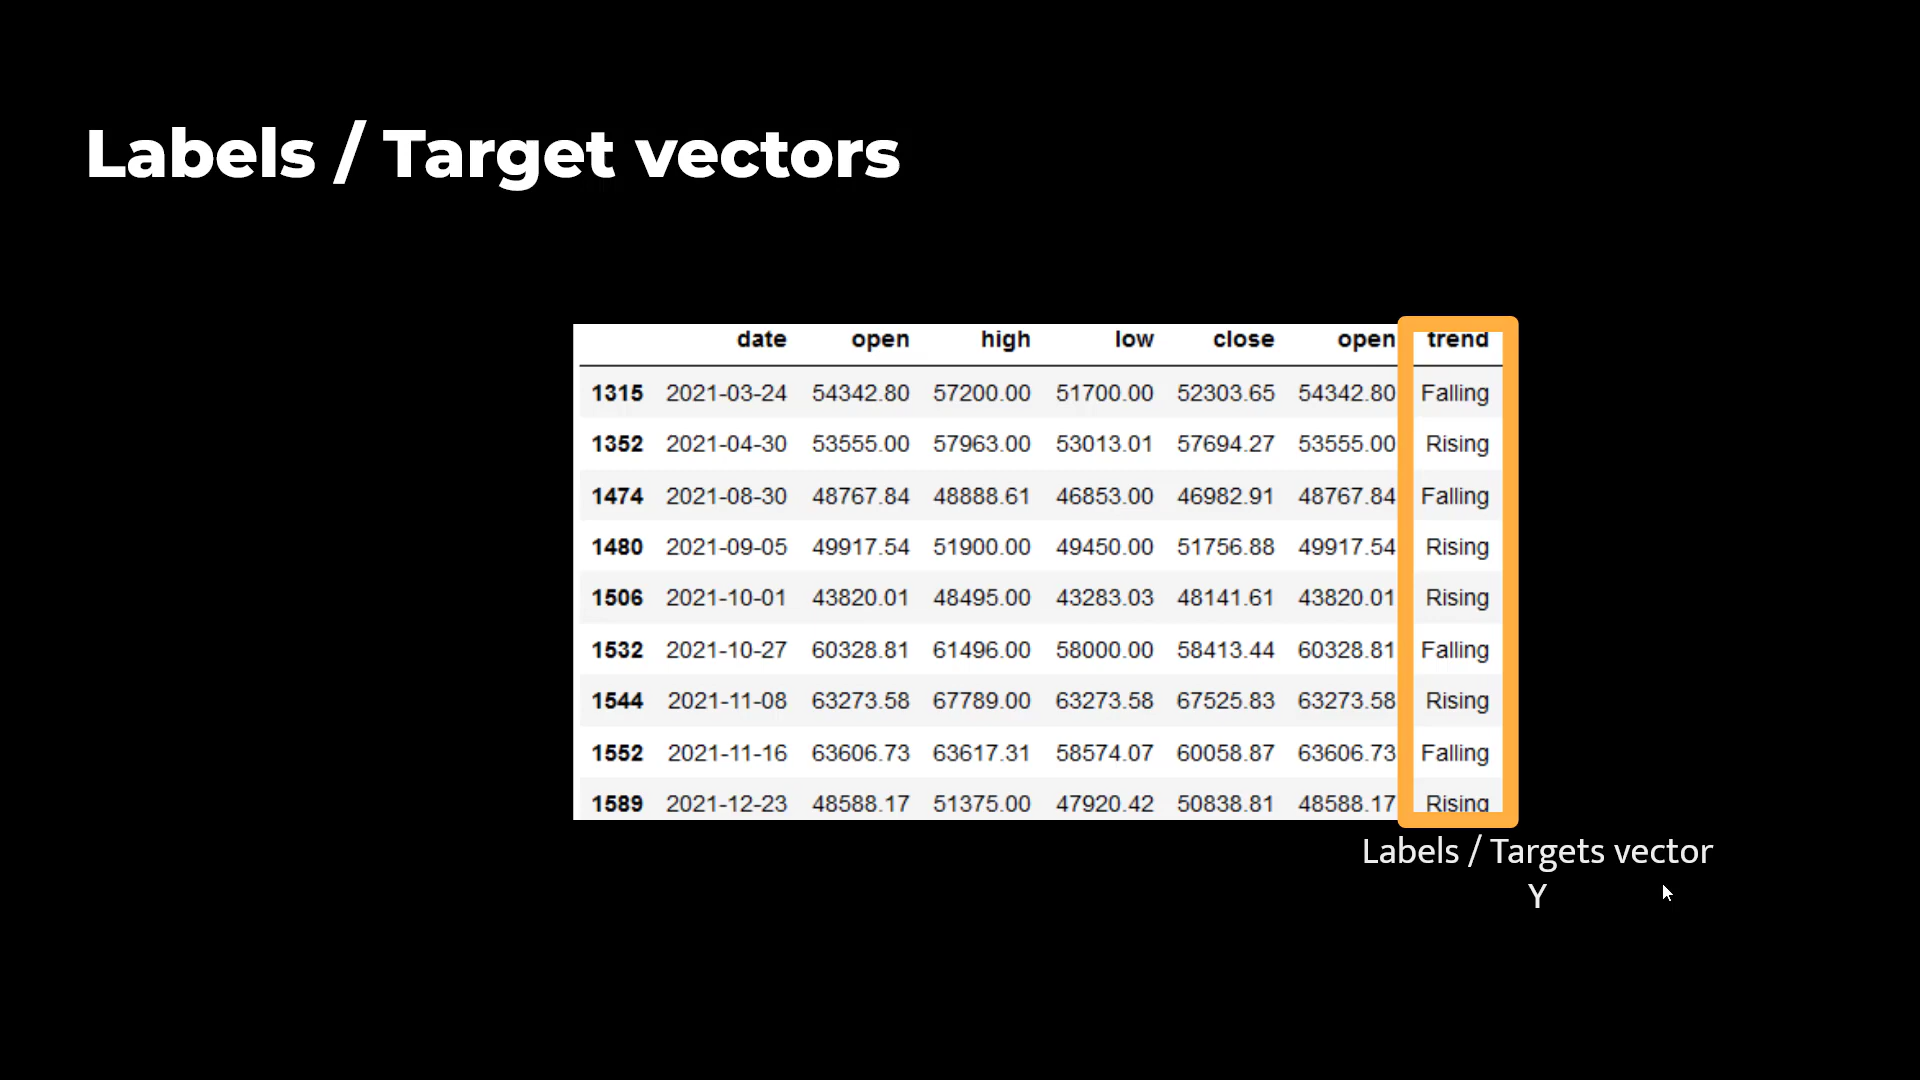 Labels / Target vectors
date open high low close open trend
1315 2021-03-24 54342.80 57200.00 51700.00 52303.65 54342.80 Falling
1352 2021-04-30 53555.00 57963.00 53013.01 57694.27 53555.00 Rising
1474 2021-08-30 48767.84 48888.61 46853.00 46982.91 48767.84 Falling
1480 2021-09-05 49917.54 51900.00 49450.00 51756.88 49917.54 Rising
1506 2021-10-01 43820.01 48495.00 43283.03 48141.61 43820.01 Rising
1532 2021-10-27 60328.81 61496.00 58000.00 58413.44 60328.81 Falling
1544 2021-11-08 63273.58 67789.00 63273.58 67525.83 63273.58 Rising
1552 2021-11-16 63606.73 63617.31 58574.07 60058.87 63606.73 Falling
1589 2021-12-23 48588.17 51375.00 47920.42 50838.81 48588.17 Rising
Labels / Targets vector
Y